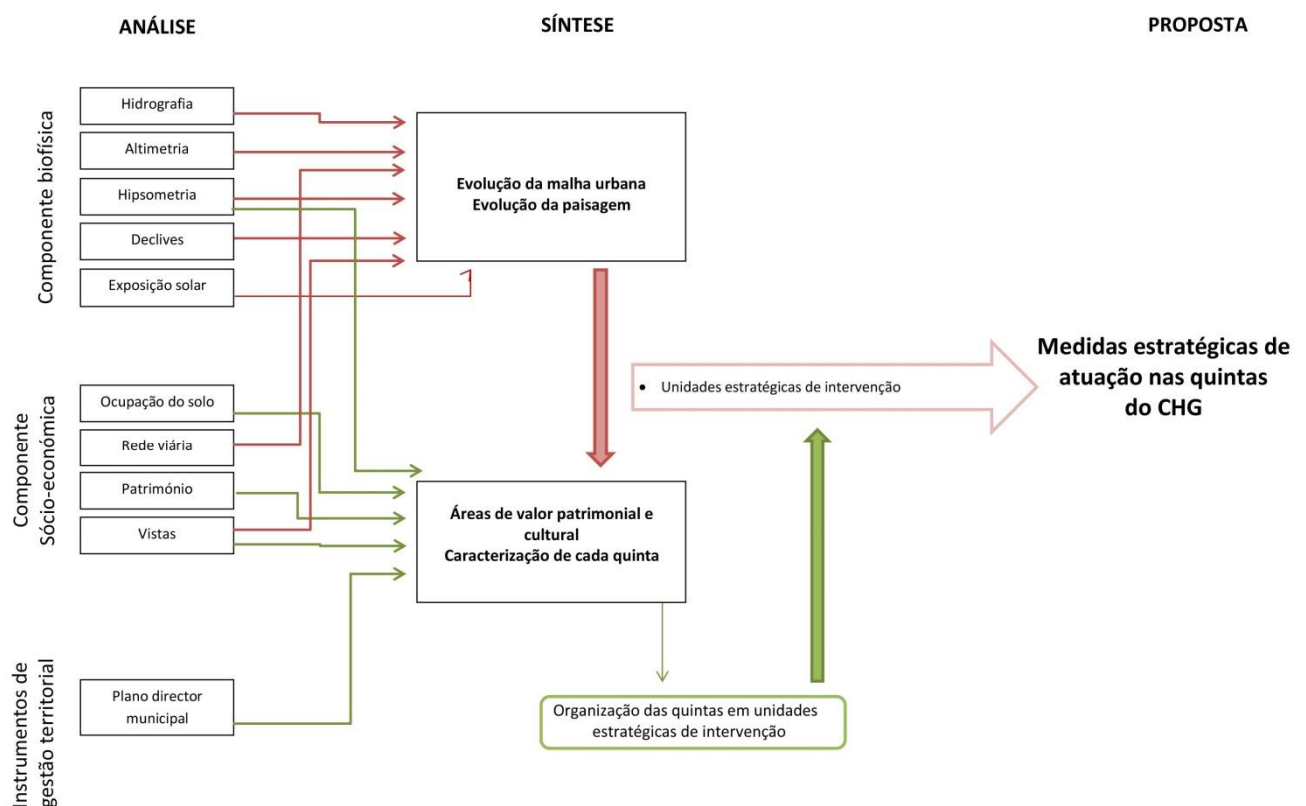 ANÁLISE
SÍNTESE
PROPOSTA
Componente biofísica
Hidrografia
Altimetria
Hipsometria
Declives
Exposição solar
Componente
Sócio-económica
Ocupação do solo
Rede viária
Património
Vistas
Instrumentos de
gestão territorial
Plano director
municipal
Evolução da malha urbana
Evolução da paisagem
Áreas de valor patrimonial e
cultural
Caracterização de cada quinta
Organização das quintas em unidades
estratégicas de intervenção
• Unidades estratégicas de intervenção
Medidas estratégicas de
atuação nas quintas
do CHG